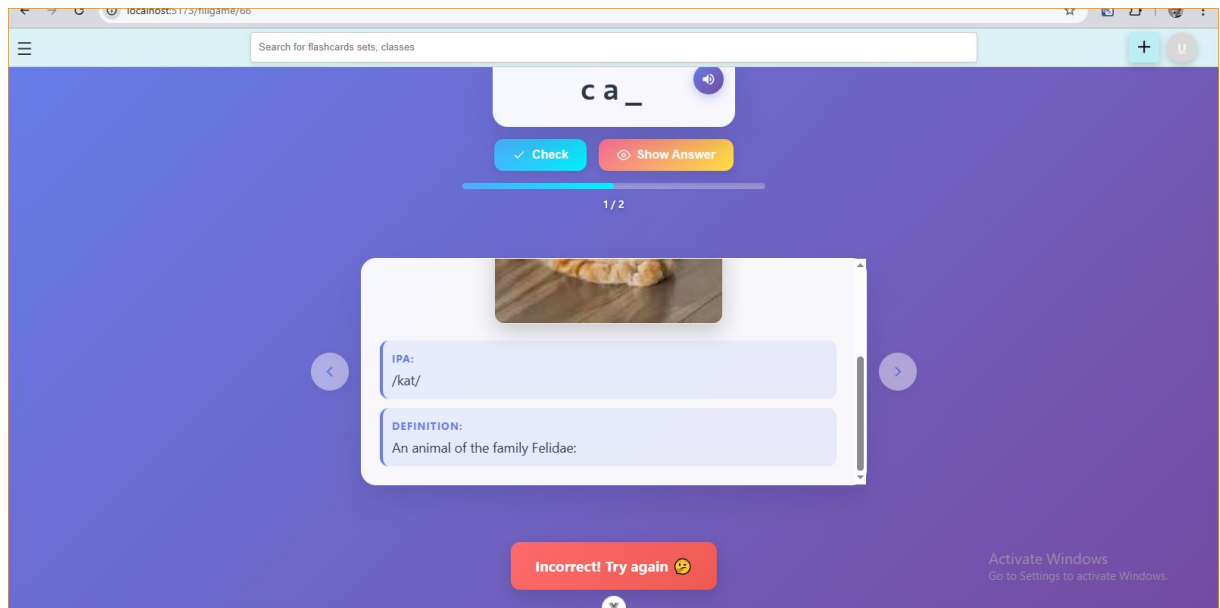 localhost:5173/fillgame/66
Search for flashcards sets, classes
+ U
ca_
Check Show Answer
1 / 2
IPA:
/kat/
DEFINITION:
An animal of the family Felidae:
Incorrect! Try again
Activate Windows
Go to Settings to activate Windows.